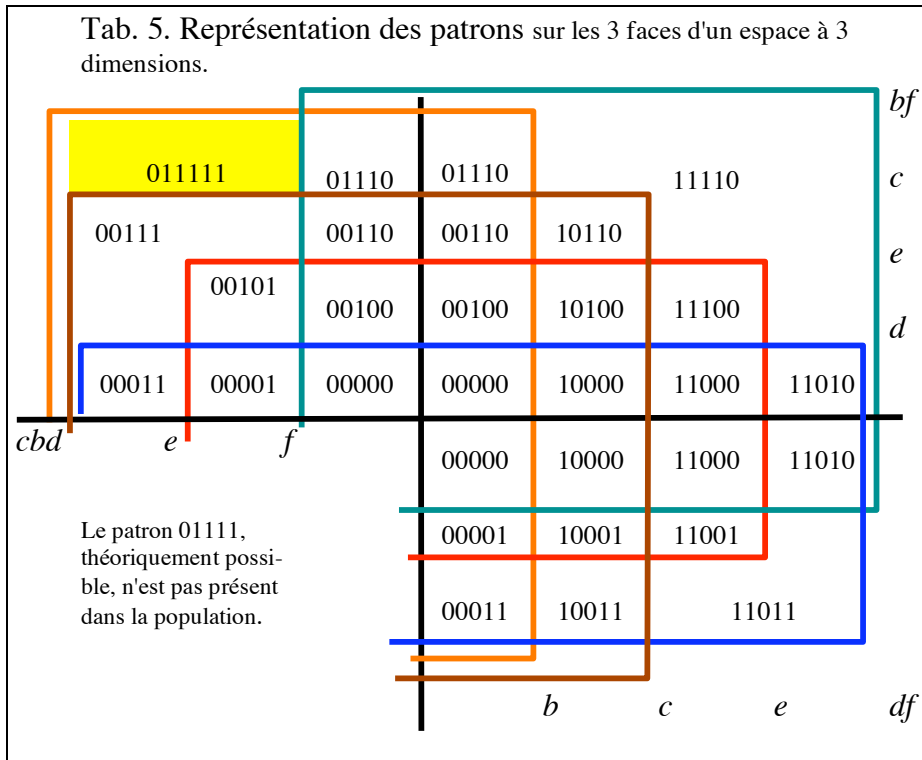 Tab. 5. Représentation des patrons sur les 3 faces d'un espace à 3
dimensions.
bf
011111 01110 01110 11110 c
00111 00110 00110 10110
e
00101
00100 00100 10100 11100 d
00011 00001 00000 00000 10000 11000 11010
cbd e f
00000 10000 11000 11010
Le patron 01111,
00001 10001 11001
théoriquement possi-
ble, n'est pas présent
00011 10011 11011
dans la population.
b c e df